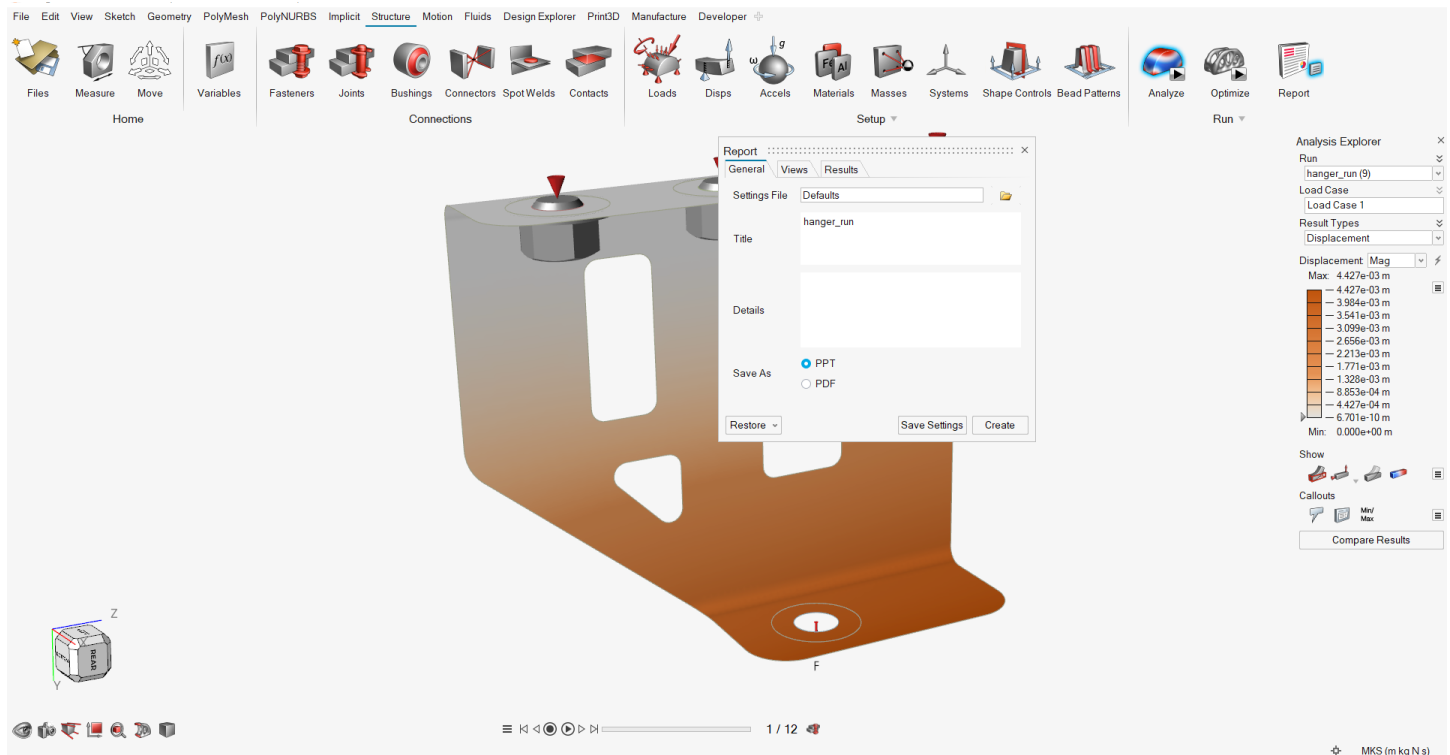 File Edit View Sketch Geometry PolyMesh PolyNURBS Implicit Structure Motion Fluids Design Explorer Print3D Manufacture Developer
f(x)
g
ω
Fe
Al
Files Measure Move Variables Fasteners Joints Bushings Connectors Spot Welds Contacts Loads Disps Accels Materials Masses Systems Shape Controls Bead Patterns Analyze Optimize Report
Home Connections Setup Run
Report
General Views Results
Settings File Defaults
Title hanger_run
Details
Save As PPT
PDF
Restore Save Settings Create
Analysis Explorer
Run
hanger_run (9)
Load Case
Load Case 1
Result Types
Displacement
Displacement: Mag
Max: 4.427e-03 m
4.427e-03 m
3.984e-03 m
3.541e-03 m
3.099e-03 m
2.656e-03 m
2.213e-03 m
1.771e-03 m
1.328e-03 m
8.853e-04 m
4.427e-04 m
6.701e-10 m
Min: 0.000e+00 m
Show
Callouts
Min/
Max
Compare Results
F
Z
REAR
Y
1 / 12
MKS (m kg N s)